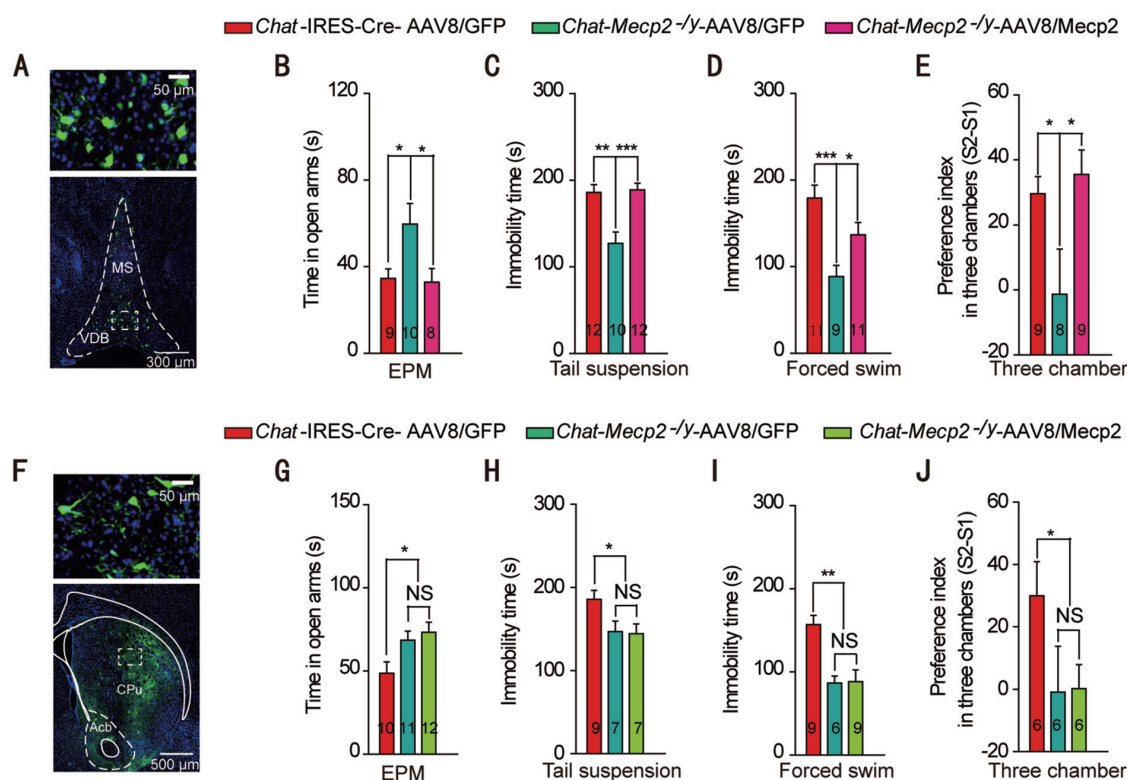 Chat-IRES-Cre- AAV8/GFP Chat-Mecp2-/y-AAV8/GFP Chat-Mecp2-/y-AAV8/Mecp2
A
50 µm
MS
VDB
300 µm
B
Time in open arms (s)
120
80
40
0
* *
9 10 8
EPM
C
Immobility time (s)
300
200
100
0
** ***
12 10 12
Tail suspension
D
Immobility time (s)
300
200
100
0
*** *
11 9 11
Forced swim
E
Preference index
in three chambers (S2-S1)
60
40
20
0
-20
* *
9 8 9
Three chamber
Chat-IRES-Cre- AAV8/GFP Chat-Mecp2-/y-AAV8/GFP Chat-Mecp2-/y-AAV8/Mecp2
F
50 µm
CPu
Acb
500 µm
G
Time in open arms (s)
150
100
50
0
*
NS
10 11 12
EPM
H
Immobility time (s)
300
200
100
0
*
NS
9 7 7
Tail suspension
I
Immobility time (s)
300
200
100
0
**
NS
9 6 9
Forced swim
J
Preference index
in three chambers (S2-S1)
60
40
20
0
-20
*
NS
6 6 6
Three chamber